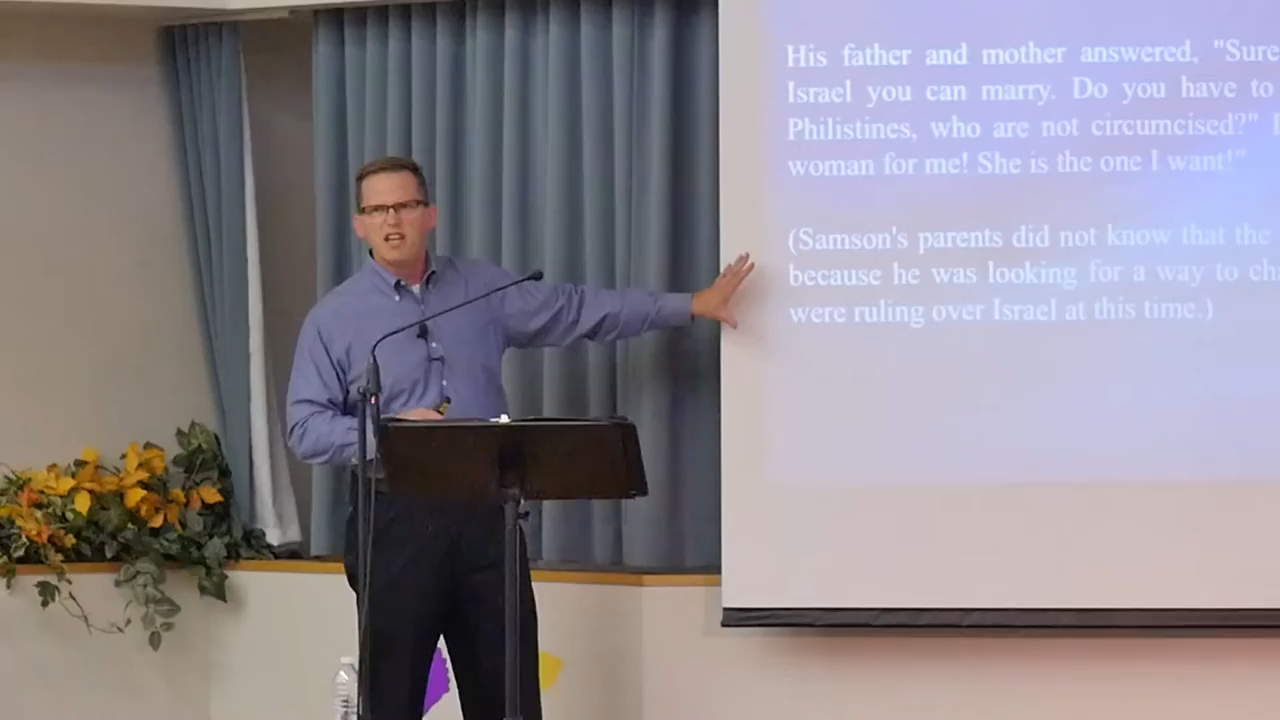 His father and mother answered, "Sure
Israel you can marry. Do you have to
Philistines, who are not circumcised?"
woman for me! She is the one I want!"
(Samson's parents did not know that the
because he was looking for a way to ch
were ruling over Israel at this time.)